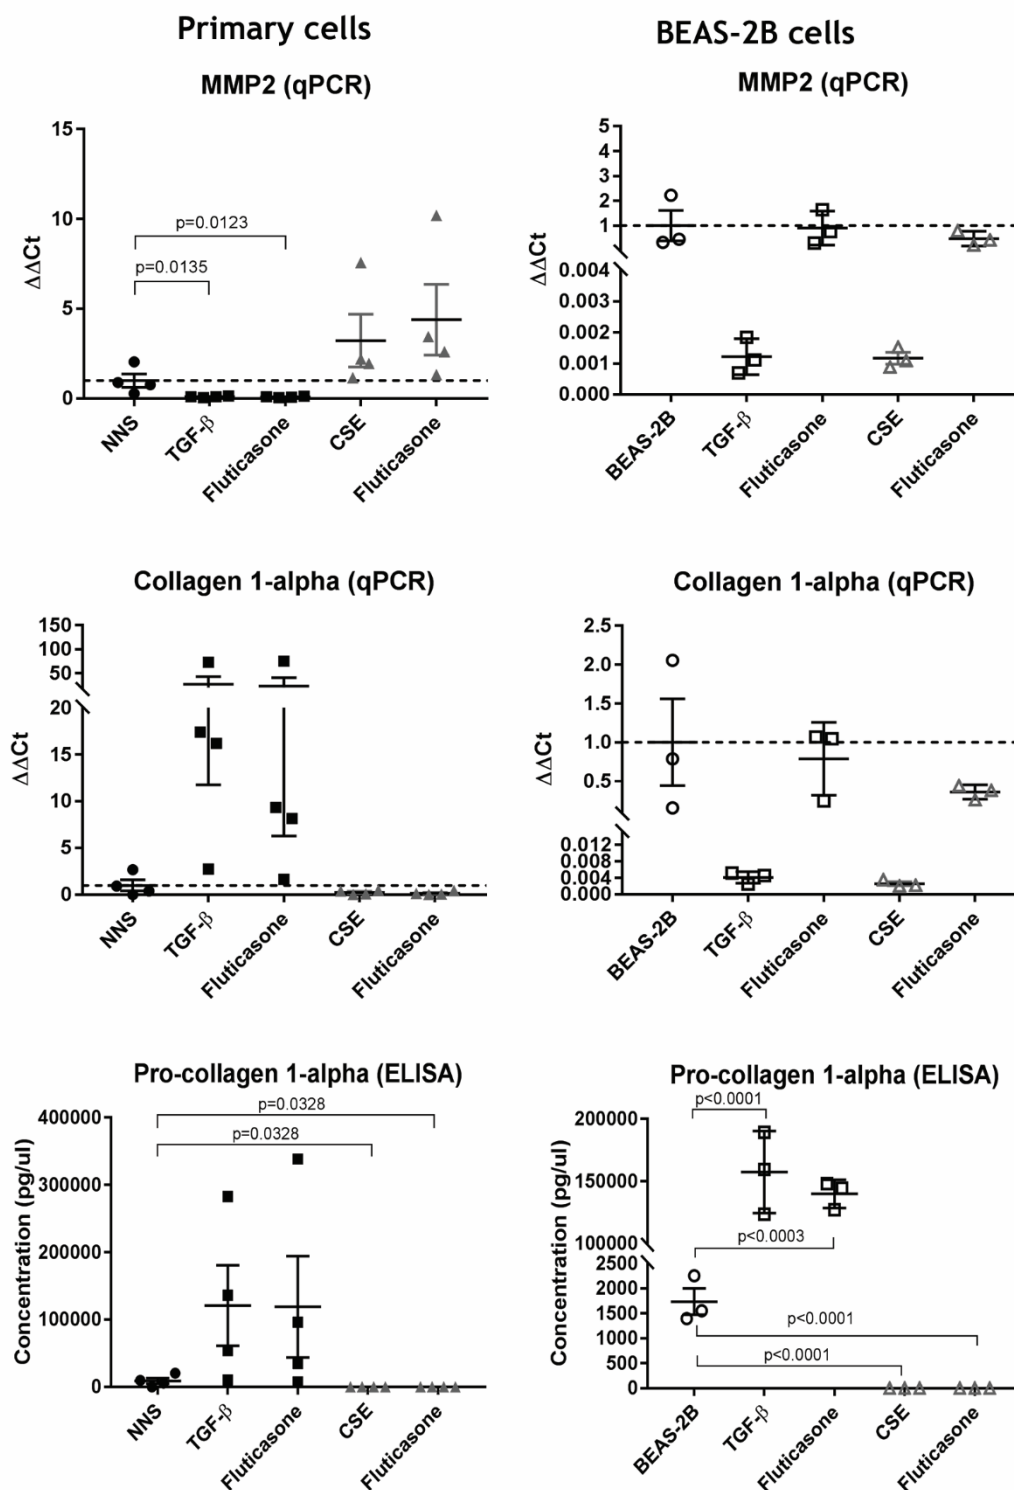 Primary cells
BEAS-2B cells
MMP2 (qPCR)
15
10
5
0
ΔΔCt
p=0.0123
p=0.0135
NNS
TGF-β
Fluticasone
CSE
Fluticasone
MMP2 (qPCR)
5
4
3
2
1
0.004
0.003
0.002
0.001
0.000
ΔΔCt
BEAS-2B
TGF-β
Fluticasone
CSE
Fluticasone
Collagen 1-alpha (qPCR)
150
100
50
20
15
10
5
0
ΔΔCt
NNS
TGF-β
Fluticasone
CSE
Fluticasone
Collagen 1-alpha (qPCR)
2.5
2.0
1.5
1.0
0.5
0.012
0.008
0.004
0.000
ΔΔCt
BEAS-2B
TGF-β
Fluticasone
CSE
Fluticasone
Pro-collagen 1-alpha (ELISA)
400000
300000
200000
100000
0
Concentration (pg/ul)
p=0.0328
p=0.0328
NNS
TGF-β
Fluticasone
CSE
Fluticasone
Pro-collagen 1-alpha (ELISA)
200000
150000
100000
2500
2000
1500
1000
500
0
Concentration (pg/ul)
p<0.0001
p<0.0003
p<0.0001
p<0.0001
BEAS-2B
TGF-β
Fluticasone
CSE
Fluticasone